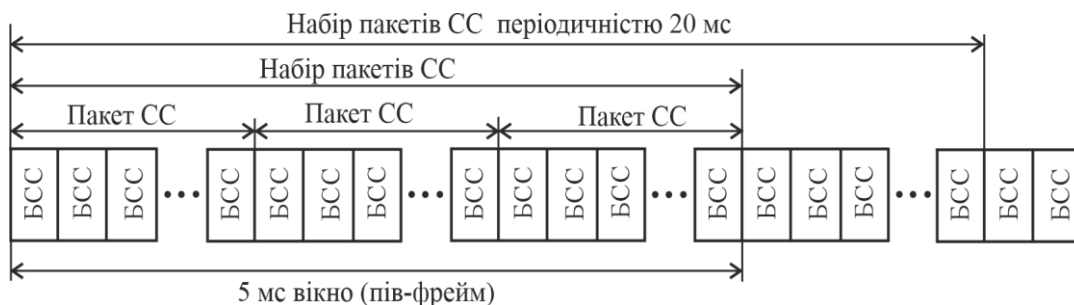 Набір пакетів СС періодичністю 20 мс
Набір пакетів СС
Пакет СС Пакет СС Пакет СС
БСС БСС БСС ••• БСС БСС БСС БСС ••• БСС БСС БСС БСС ••• БСС БСС БСС БСС ••• БСС БСС БСС
5 мс вікно (пів-фрейм)